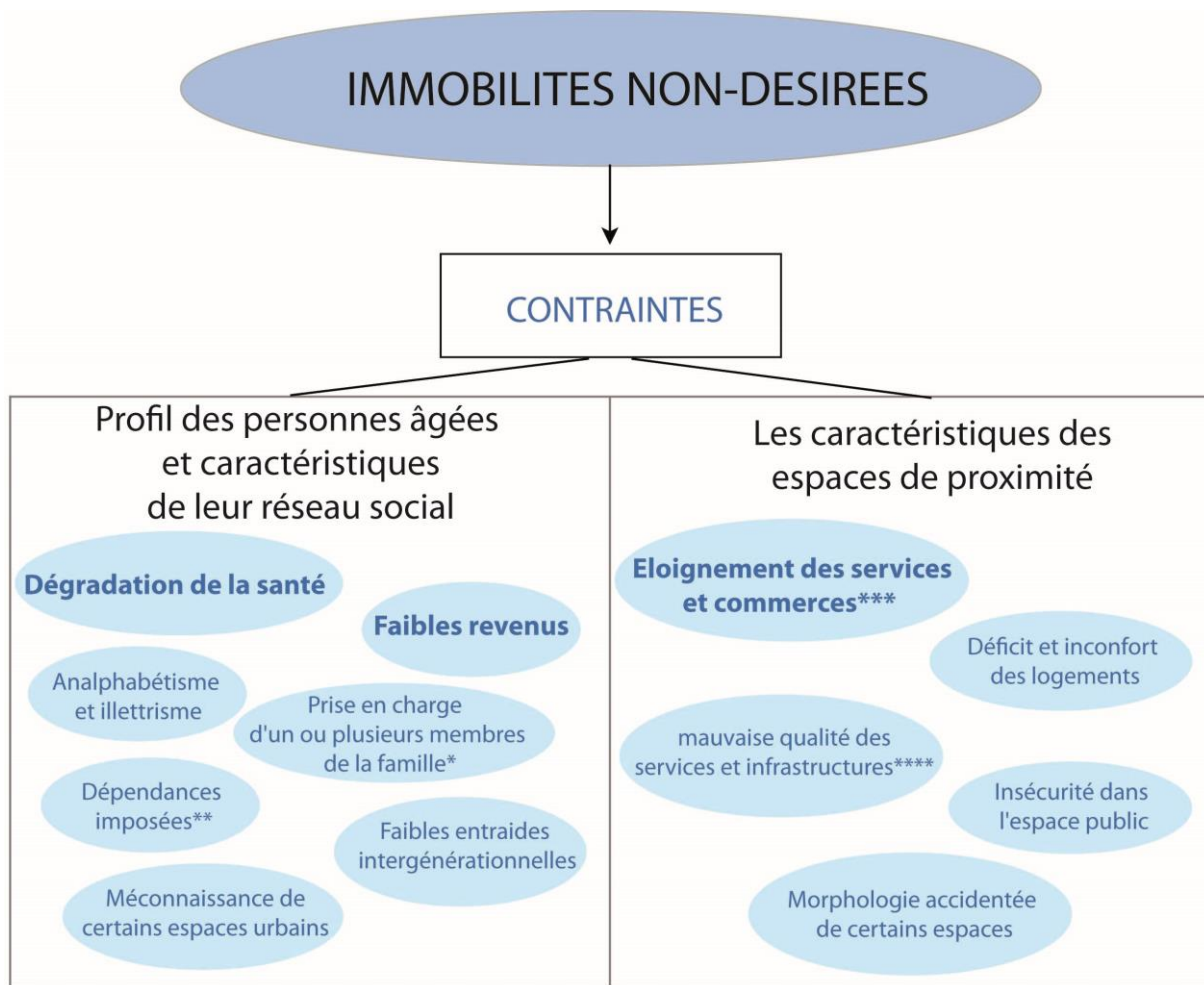 IMMOBILITES NON-DESIREES
CONTRAINTES
Profil des personnes âgées
et caractéristiques
de leur réseau social
Dégradation de la santé
Faibles revenus
Analphabétisme
et illettrisme
Prise en charge
d'un ou plusieurs membres
de la famille*
Dépendances
imposées**
Faibles entraides
intergénérationnelles
Méconnaissance de
certains espaces urbains
Les caractéristiques des
espaces de proximité
Eloignement des services
et commerces***
Déficit et inconfort
des logements
mauvaise qualité des
services et infrastructures****
Insécurité dans
l'espace public
Morphologie accidentée
de certains espaces